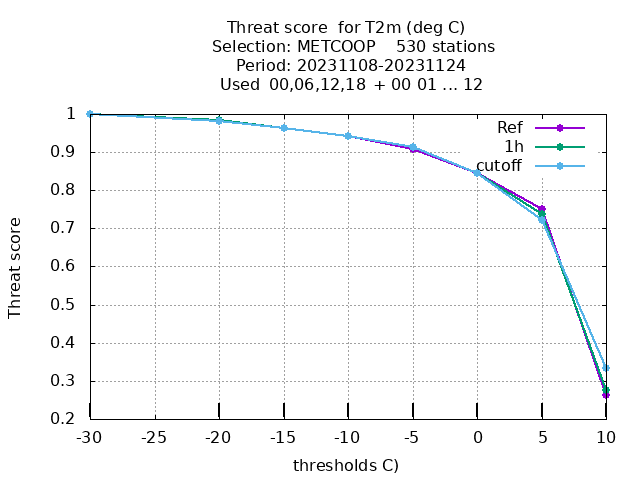 Threat score  for T2m (deg C)
Selection: METCOOP    530 stations
Period: 20231108-20231124
Used  00,06,12,18  + 00 01 ... 12
Ref
1h
cutoff
1
0.9
0.8
0.7
0.6
0.5
0.4
0.3
0.2
Threat score
-30 -25 -20 -15 -10 -5 0 5 10
thresholds C)